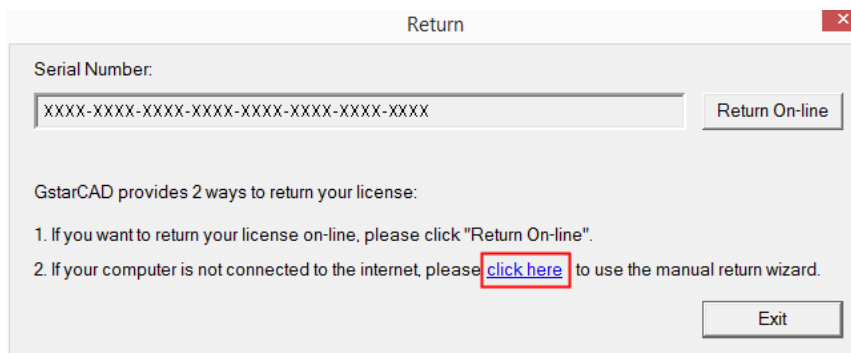 Return
Serial Number:
XXXX-XXXX-XXXX-XXXX-XXXX-XXXX-XXXX-XXXX
Return On-line
GstarCAD provides 2 ways to return your license:
1. If you want to return your license on-line, please click "Return On-line".
2. If your computer is not connected to the internet, please click here to use the manual return wizard.
Exit